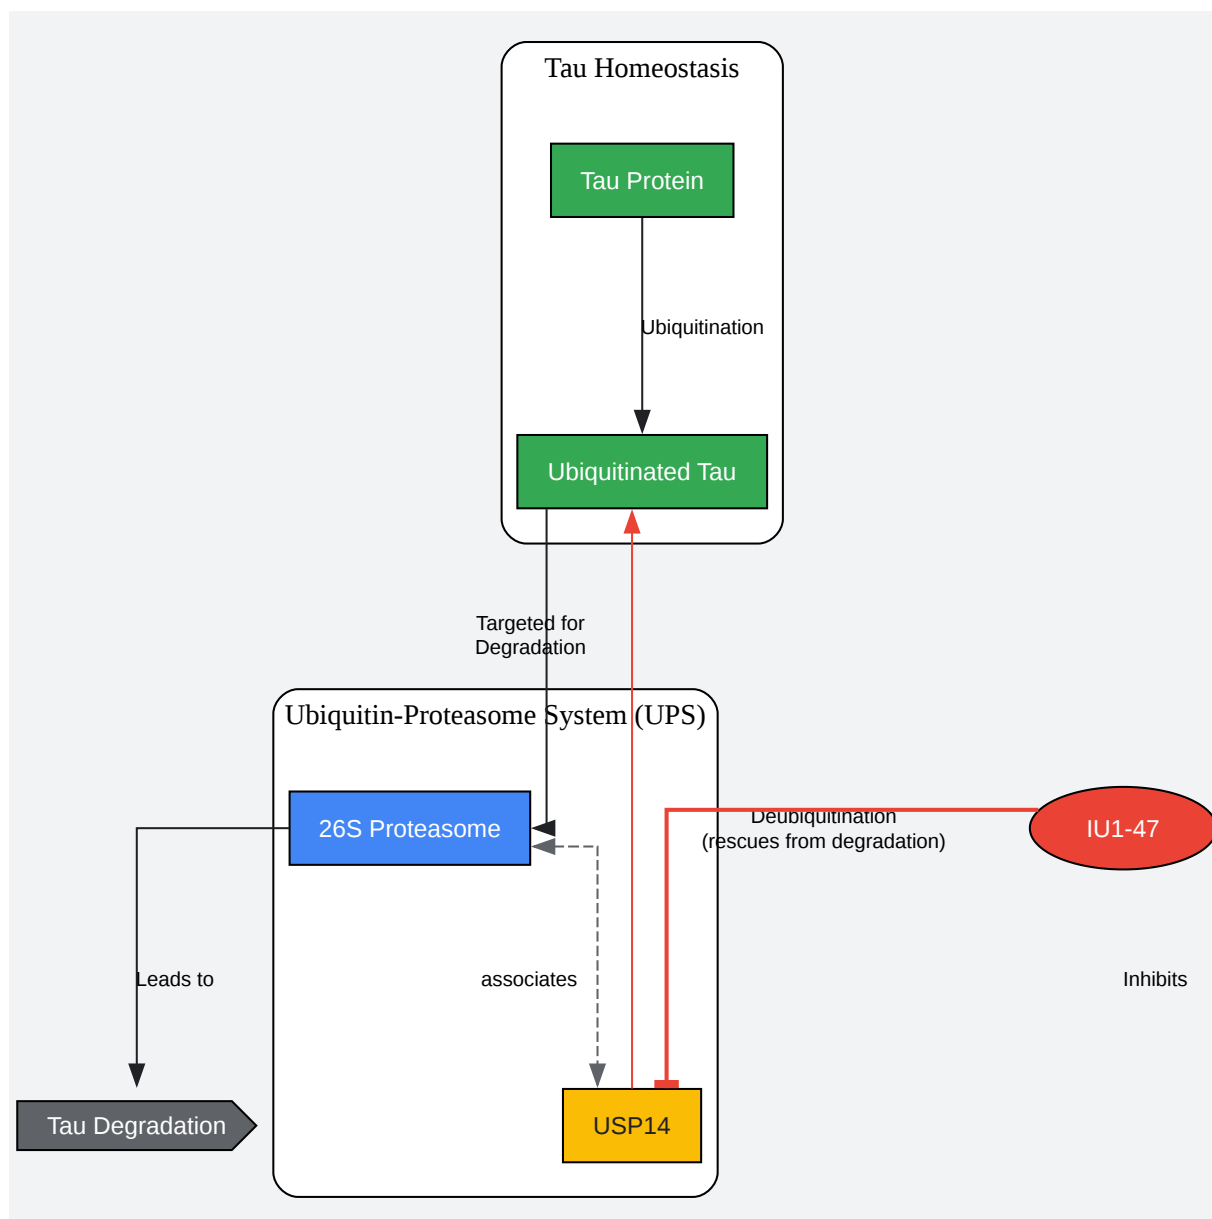 Tau Homeostasis
Tau Protein
Ubiquitination
Ubiquitinated Tau
Targeted for
Degradation
Ubiquitin-Proteasome System (UPS)
26S Proteasome
Deubiquitination
(rescues from degradation)
IU1-47
Leads to
associates
Inhibits
Tau Degradation
USP14